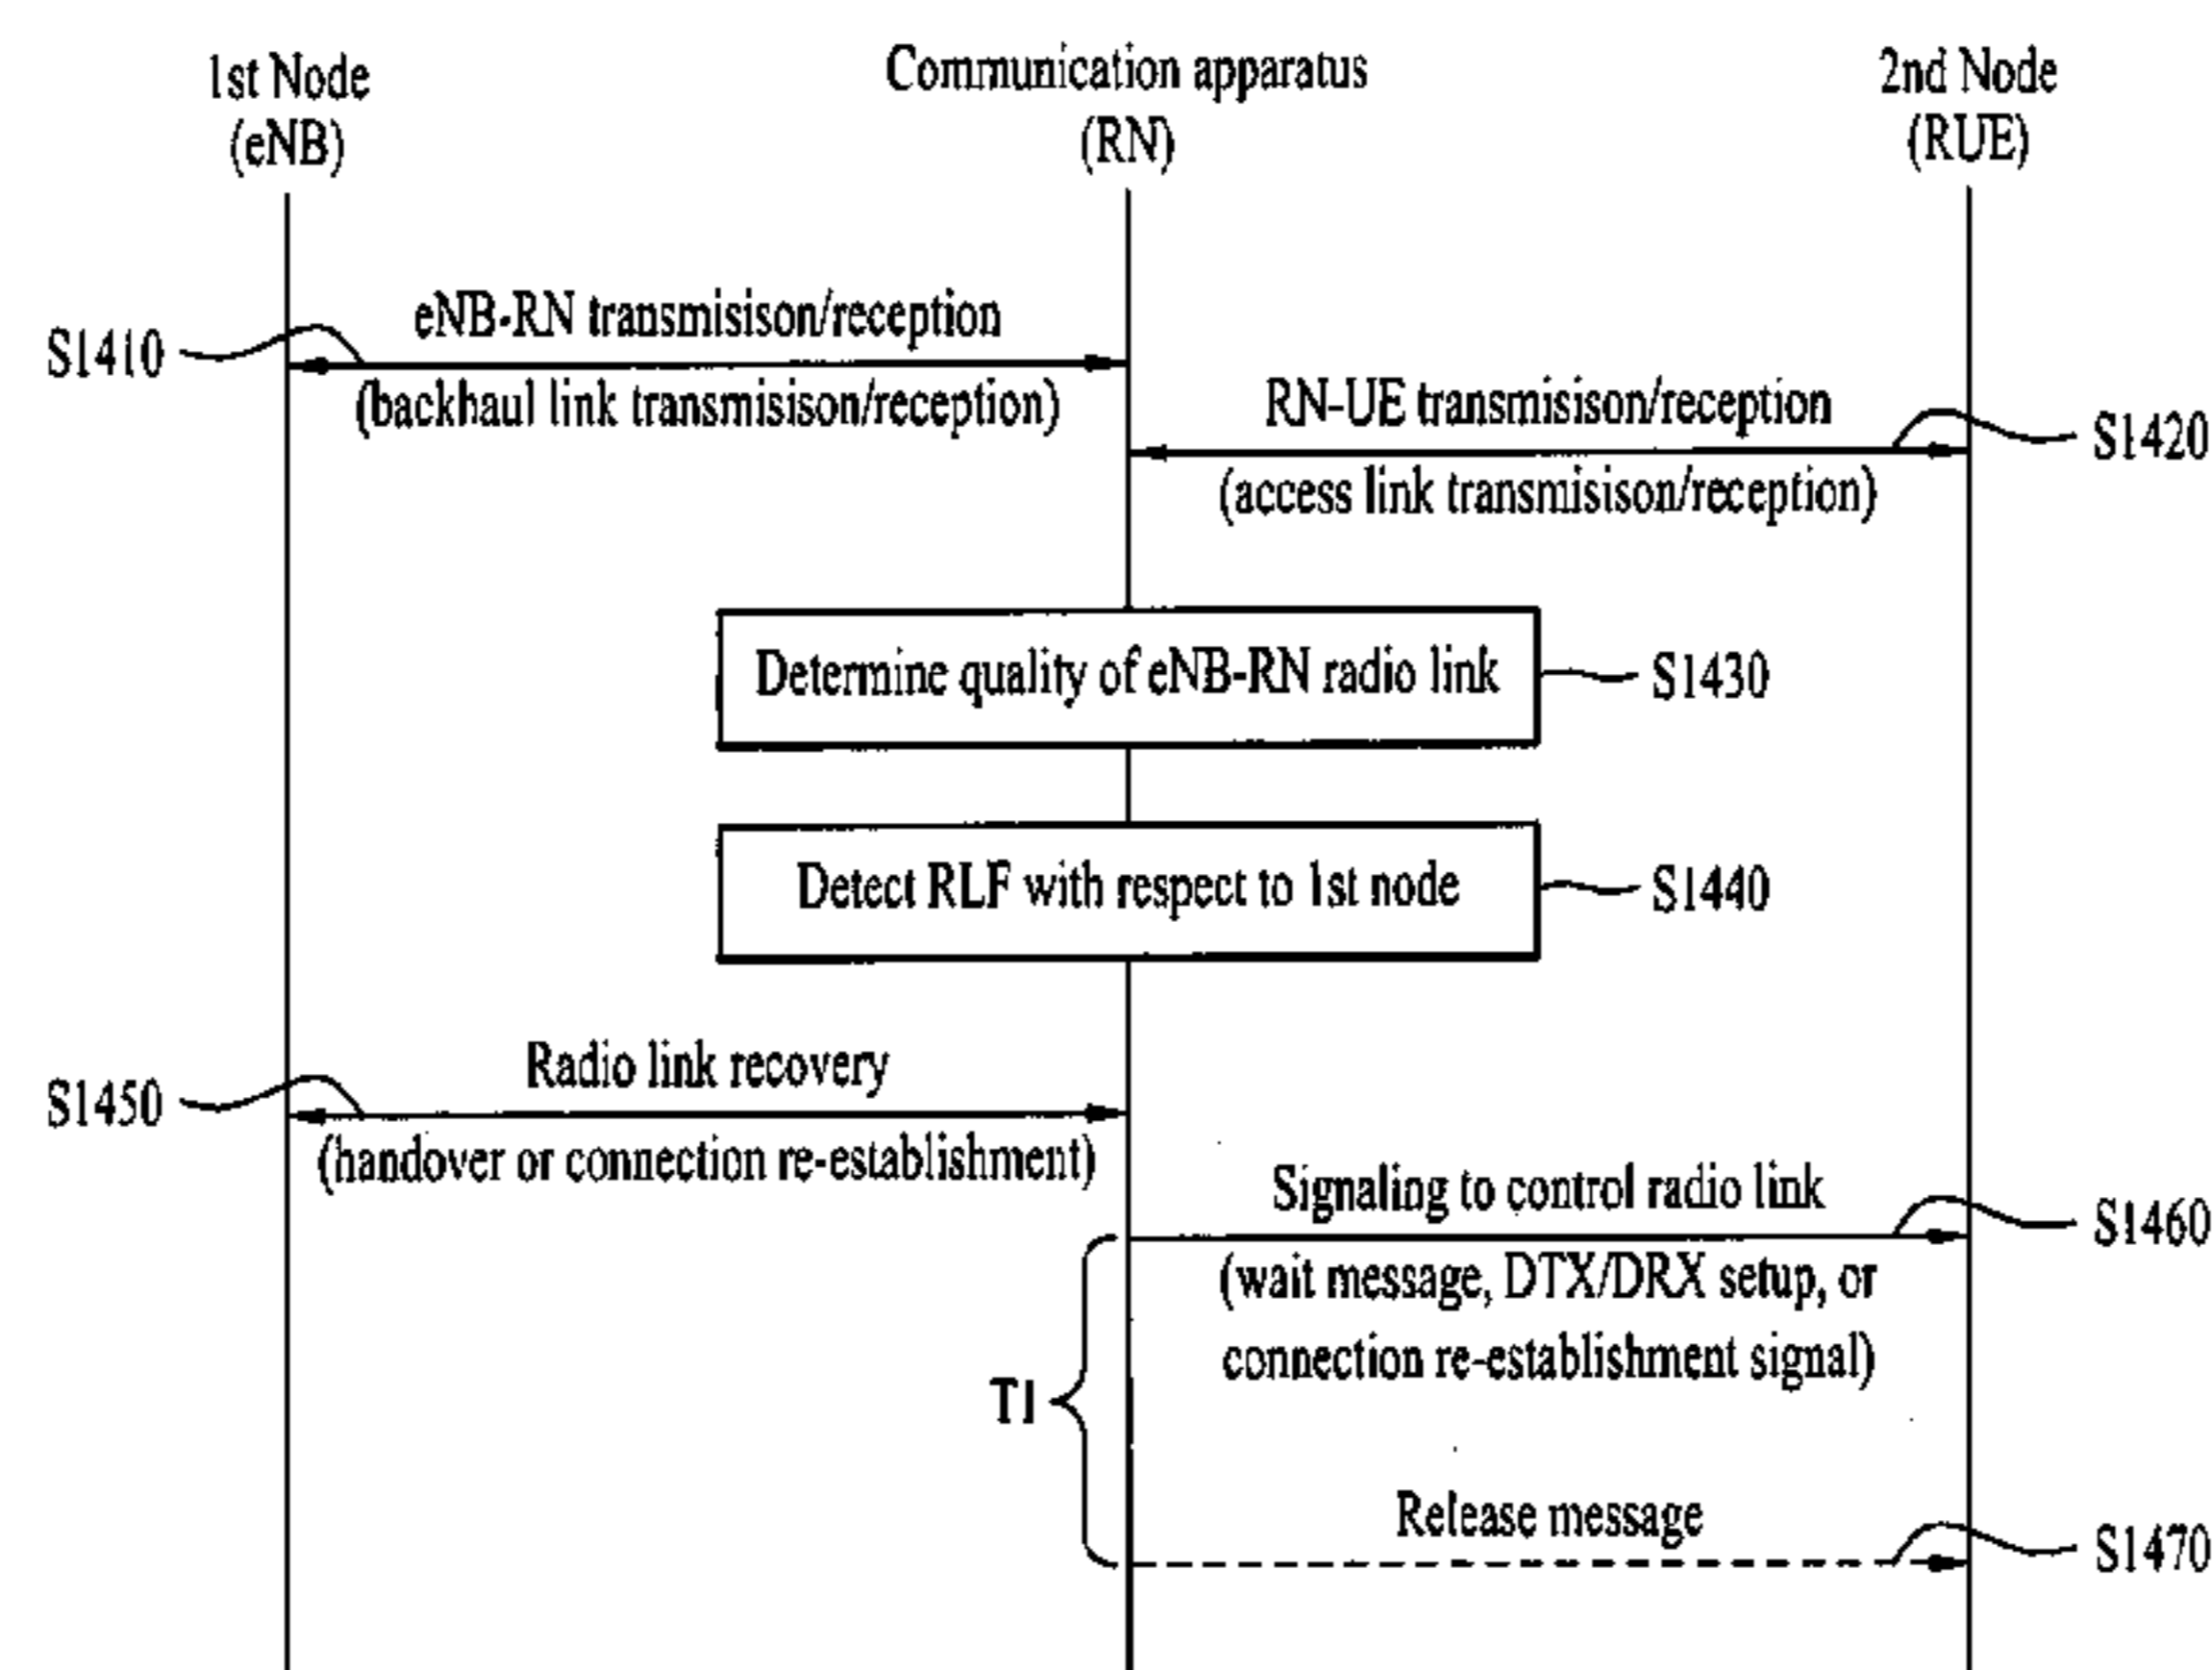 1st Node
(eNB)
Communication apparatus
(RN)
2nd Node
(RUE)
eNB-RN transmisison/reception
S1410
(backhaul link transmisison/reception)
RN-UE transmisison/reception
S1420
(access link transmisison/reception)
Determine quality of eNB-RN radio link
S1430
Detect RLF with respect to 1st node
S1440
Radio link recovery
S1450
(handover or connection re-establishment)
Signaling to control radio link
S1460
(wait message, DTX/DRX setup, or
connection re-establishment signal)
T1
Release message
S1470